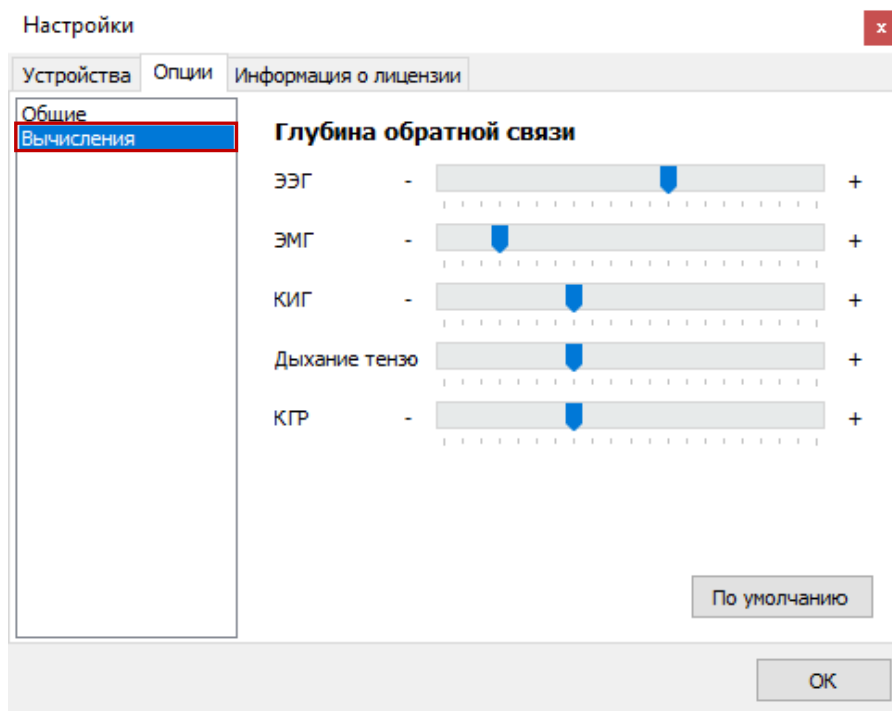 Настройки
x
Устройства Опции Информация о лицензии
Общие
Вычисления
Глубина обратной связи
ЭЭГ - +
ЭМГ - +
КИГ - +
Дыхание тензо +
КГР - +
По умолчанию
ОК